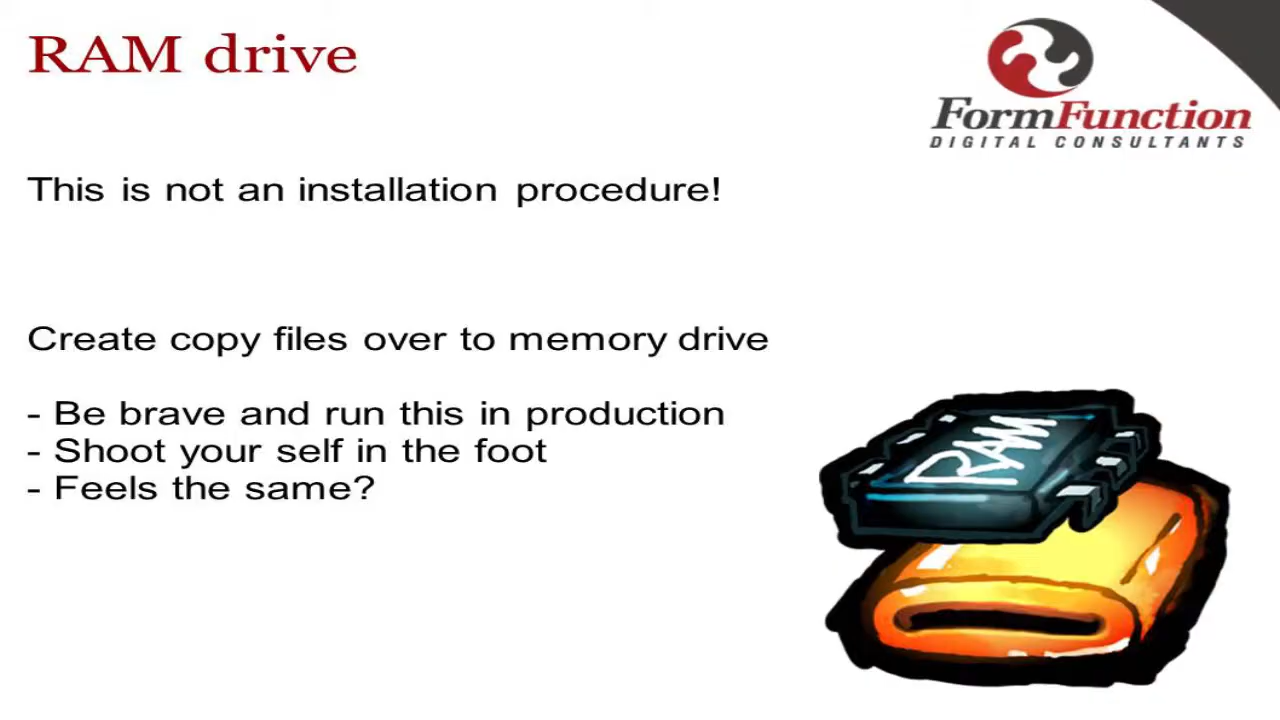 RAM drive
FormFunction
DIGITAL CONSULTANTS
This is not an installation procedure!
Create copy files over to memory drive
- Be brave and run this in production
- Shoot your self in the foot
- Feels the same?
RAM